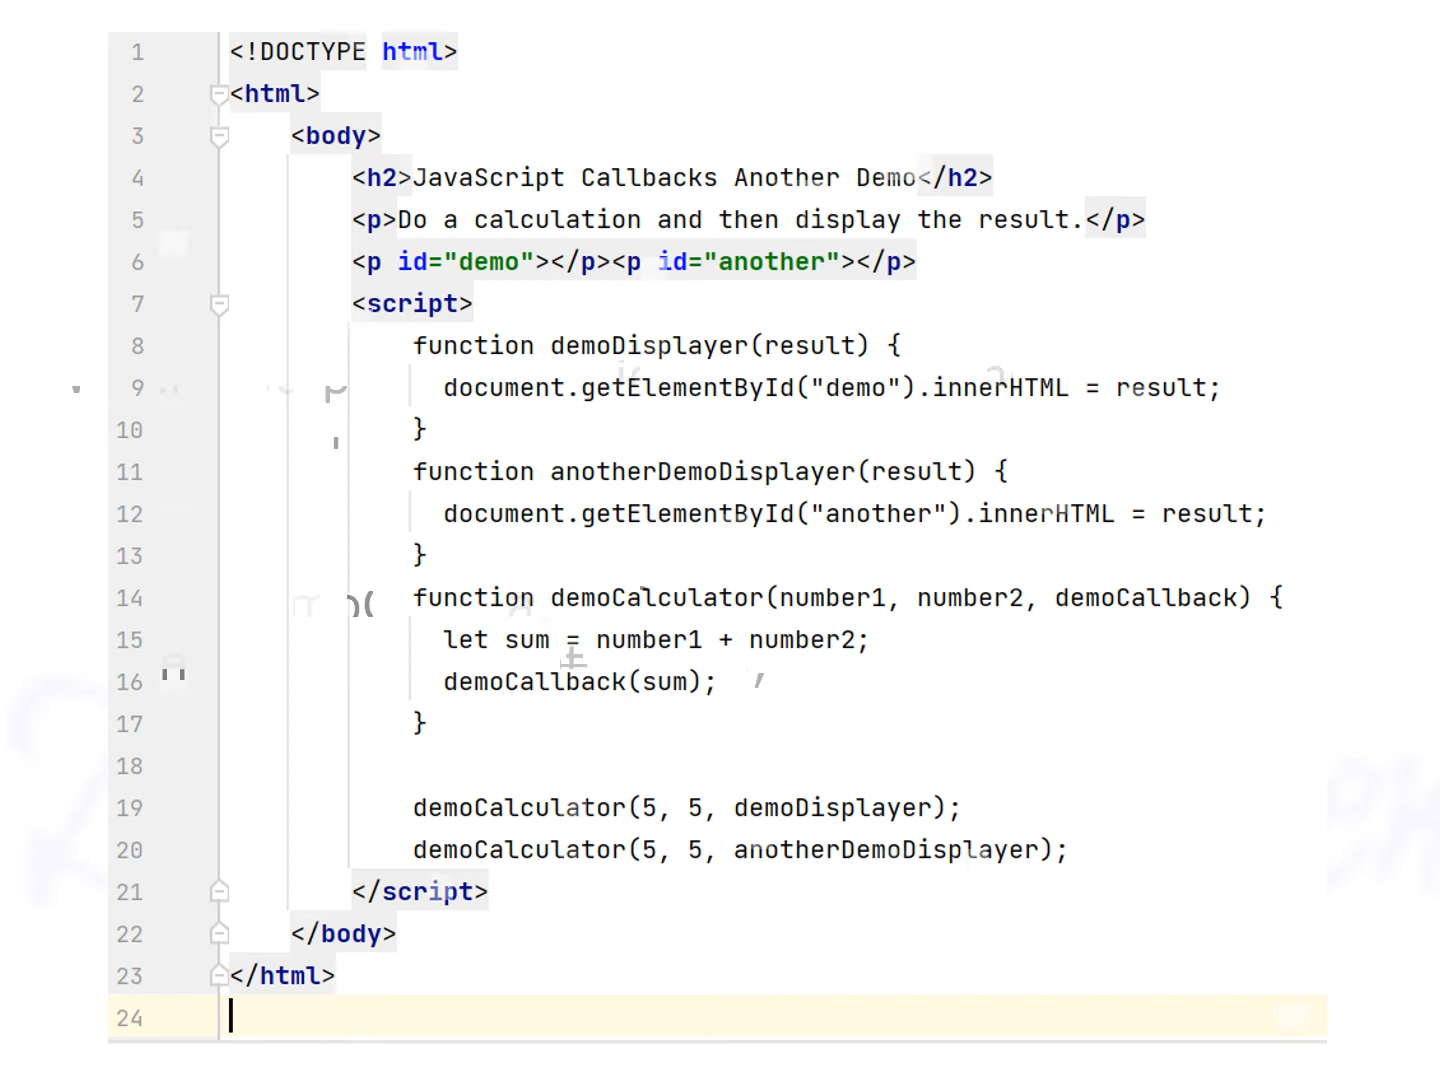 1 <!DOCTYPE html>
2 <html>
3 <body>
4 <h2>JavaScript Callbacks Another Demo</h2>
5 <p>Do a calculation and then display the result.</p>
6 <p id="demo"></p><p id="another"></p>
7 <script>
8 function demoDisplayer(result) {
9 document.getElementById("demo").innerHTML = result;
10 }
11 function anotherDemoDisplayer(result) {
12 document.getElementById("another").innerHTML = result;
13 }
14 function demoCalculator(number1, number2, demoCallback) {
15 let sum = number1 + number2;
16 demoCallback(sum);
17 }
18
19 demoCalculator(5, 5, demoDisplayer);
20 demoCalculator(5, 5, anotherDemoDisplayer);
21 </script>
22 </body>
23 </html>
24